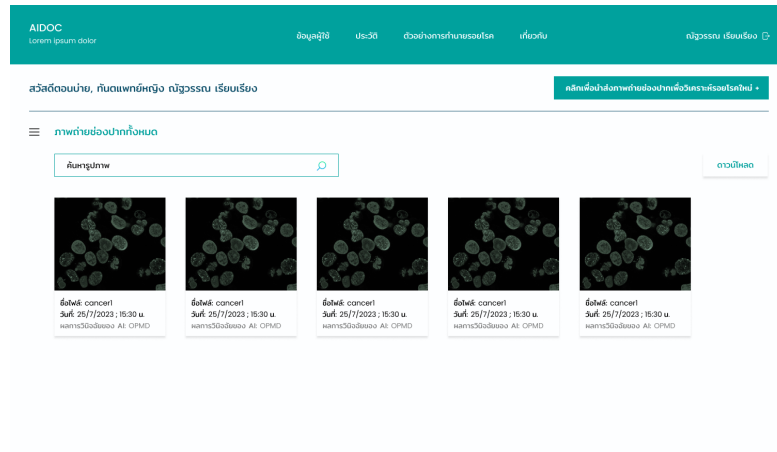 AIDOC
Lorem ipsum dolor
ข้อมูลผู้ใช้ ประวัติ ตัวอย่างการทำนายรอยโรค เกี่ยวกับ
ณัฐวรรณ เรียบเรียง
สวัสดีตอนบ่าย, ทันตแพทย์หญิง ณัฐวรรณ เรียบเรียง
คลิกเพื่อนำส่งภาพถ่ายช่องปากเพื่อวิเคราะห์รอยโรคใหม่ +
ภาพถ่ายช่องปากทั้งหมด
ค้นหารูปภาพ
ดาวน์โหลด
ชื่อไฟล์: cancer1
วันที่: 25/7/2023 ; 15:30 น.
ผลการวินิจฉัยของ AI: OPMD
ชื่อไฟล์: cancer1
วันที่: 25/7/2023 ; 15:30 น.
ผลการวินิจฉัยของ AI: OPMD
ชื่อไฟล์: cancer1
วันที่: 25/7/2023 ; 15:30 น.
ผลการวินิจฉัยของ AI: OPMD
ชื่อไฟล์: cancer1
วันที่: 25/7/2023 ; 15:30 น.
ผลการวินิจฉัยของ AI: OPMD
ชื่อไฟล์: cancer1
วันที่: 25/7/2023 ; 15:30 น.
ผลการวินิจฉัยของ AI: OPMD